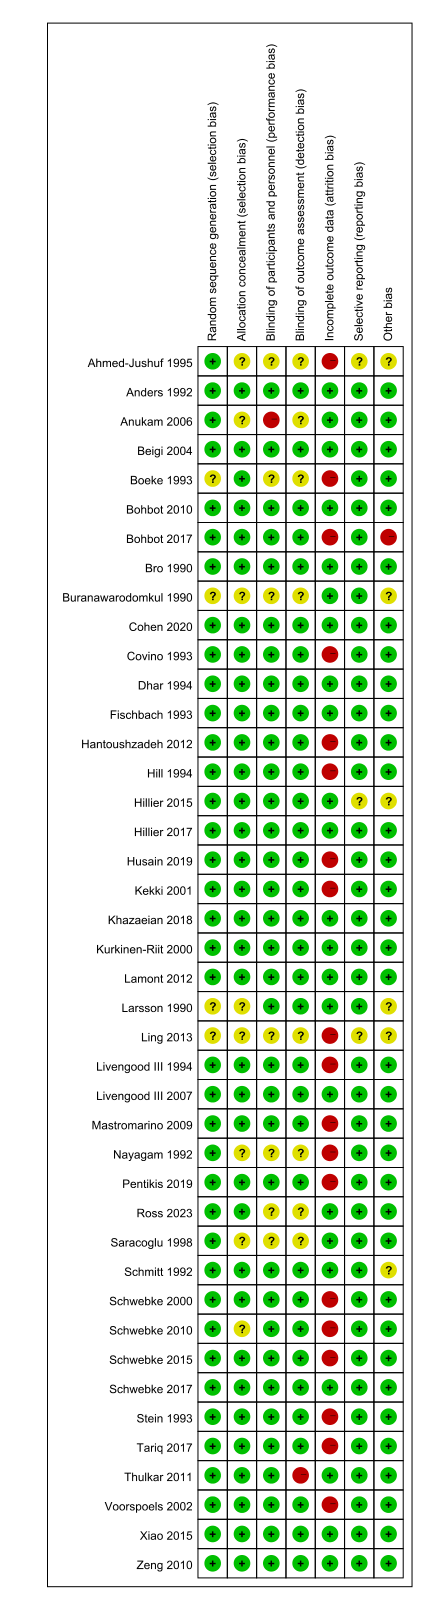 Random sequence generation (selection bias)
Allocation concealment (selection bias)
Blinding of participants and personnel (performance bias)
Blinding of outcome assessment (detection bias)
Incomplete outcome data (attrition bias)
Selective reporting (reporting bias)
Other bias
Ahmed-Jushuf 1995 + ? ? ? - ? ?
Anders 1992 + + + + + + +
Anukam 2006 + ? - ? + + +
Beigi 2004 + + + + + + +
Boeke 1993 ? + ? ? - + +
Bohbot 2010 + + + + + + +
Bohbot 2017 + + + + - + -
Bro 1990 + + + + + + +
Buranawarodomkul 1990 ? ? ? ? + + ?
Cohen 2020 + + + + + + +
Covino 1993 + + + + - + +
Dhar 1994 + + + + + + +
Fischbach 1993 + + + + + + +
Hantoushzadeh 2012 + + + + - + +
Hill 1994 + + + + - + +
Hillier 2015 + + + + + ? ?
Hillier 2017 + + + + + + +
Husain 2019 + + + + - + +
Kekki 2001 + + + + - + +
Khazaeian 2018 + + + + + + +
Kurkinen-Riit 2000 + + + + + + +
Lamont 2012 + + + + + + +
Larsson 1990 ? ? + + + + ?
Ling 2013 ? ? ? ? - ? ?
Livengood III 1994 + + + + - + +
Livengood III 2007 + + + + + + +
Mastromarino 2009 + + + + - + +
Nayagam 1992 + ? ? ? - + +
Pentikis 2019 + + + + - + +
Ross 2023 + + ? ? + + +
Saracoglu 1998 + ? ? ? + + +
Schmitt 1992 + + + + + + ?
Schwebke 2000 + + + + - + +
Schwebke 2010 + ? + + - + +
Schwebke 2015 + + + + - + +
Schwebke 2017 + + + + + + +
Stein 1993 + + + + - + +
Tariq 2017 + + + + - + +
Thulkar 2011 + + + - + + +
Voorspoels 2002 + + + + - + +
Xiao 2015 + + + + + + +
Zeng 2010 + + + + + + +